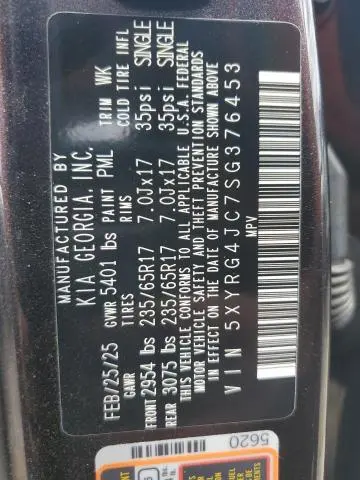 MANUFACTURED BY
KIA GEORGIA, INC.
FEB/25/25 GVWR 5401 lbs PAINT PML TRIM WK
GAWR TIRES RIMS COLD TIRE INFL
FRONT 2954 lbs 235/65R17 7.0Jx17 35psi SINGLE
REAR 3075 lbs 235/65R17 7.0Jx17 35psi SINGLE
THIS VEHICLE CONFORMS TO ALL APPLICABLE U.S.A. FEDERAL
MOTOR VEHICLE SAFETY AND THEFT PREVENTION STANDARDS
IN EFFECT ON THE DATE OF MANUFACTURE SHOWN ABOVE
VIN 5XYRG4JC7SG376453
MPV
5620